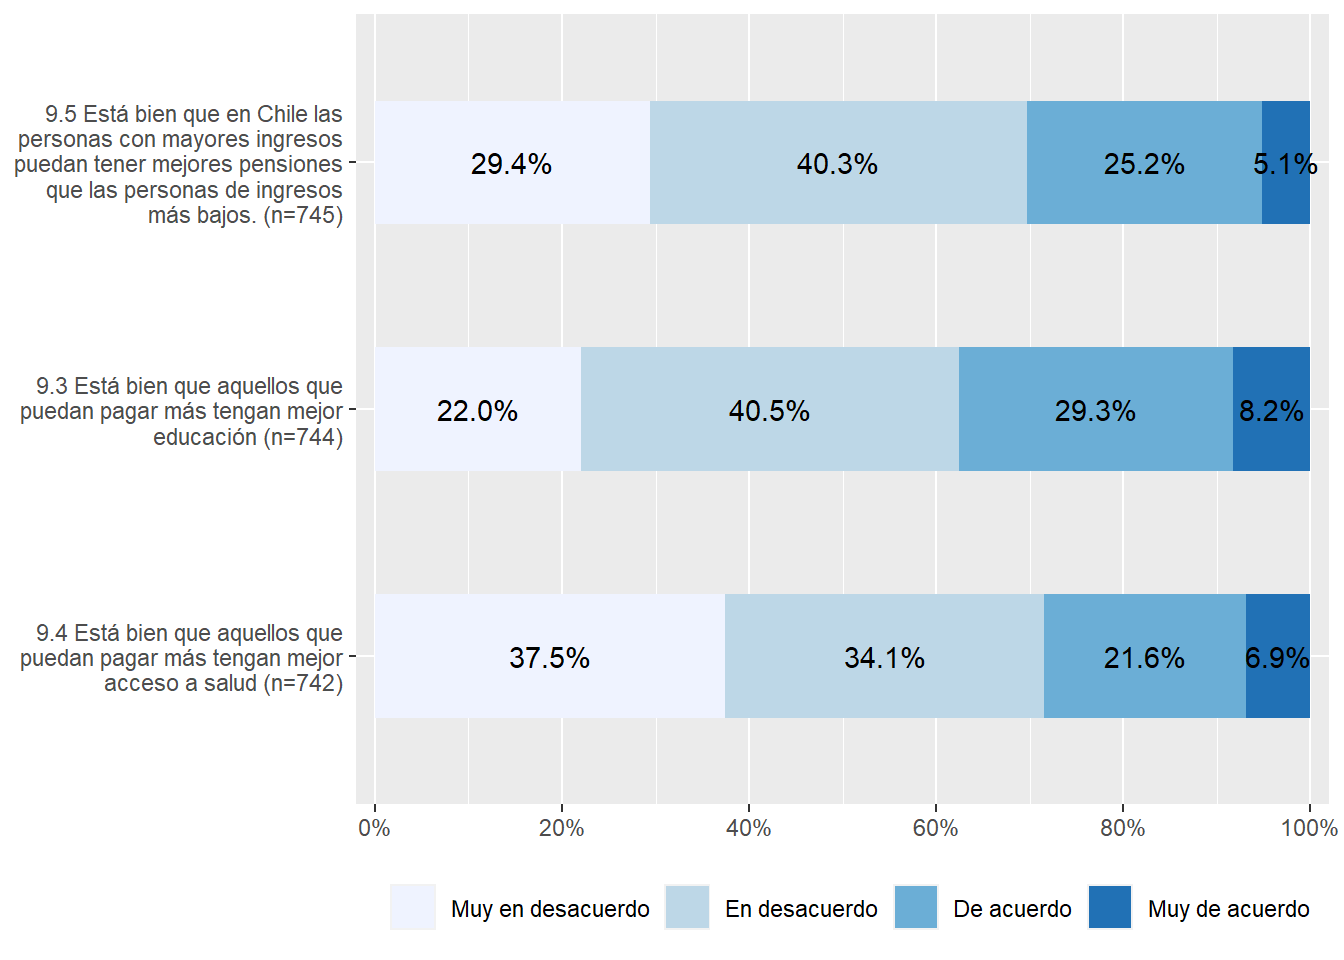 9.5 Está bien que en Chile las
personas con mayores ingresos
puedan tener mejores pensiones
que las personas de ingresos
más bajos. (n=745)
29.4%
40.3%
25.2%
5.1%
9.3 Está bien que aquellos que
puedan pagar más tengan mejor
educación (n=744)
22.0%
40.5%
29.3%
8.2%
9.4 Está bien que aquellos que
puedan pagar más tengan mejor
acceso a salud (n=742)
37.5%
34.1%
21.6%
6.9%
0%
20%
40%
60%
80%
100%
Muy en desacuerdo
En desacuerdo
De acuerdo
Muy de acuerdo